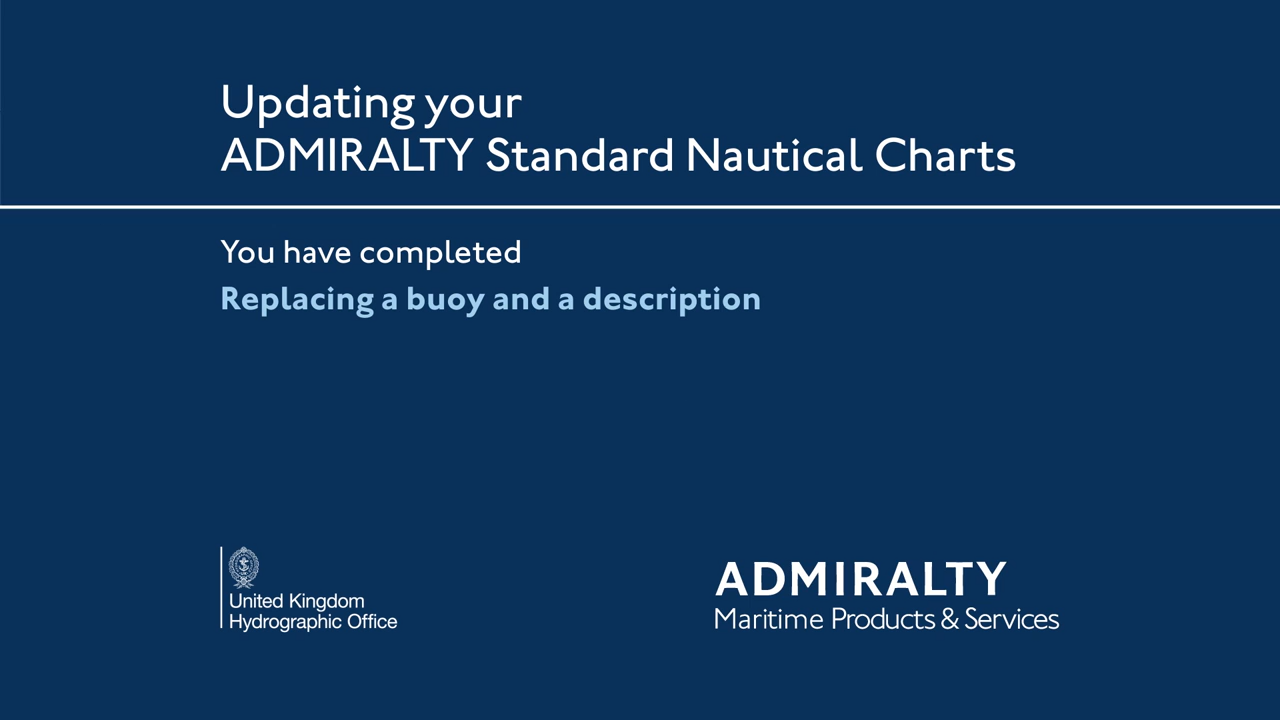 Updating your
ADMIRALTY Standard Nautical Charts
You have completed
Replacing a buoy and a description
United Kingdom
Hydrographic Office
ADMIRALTY
Maritime Products & Services